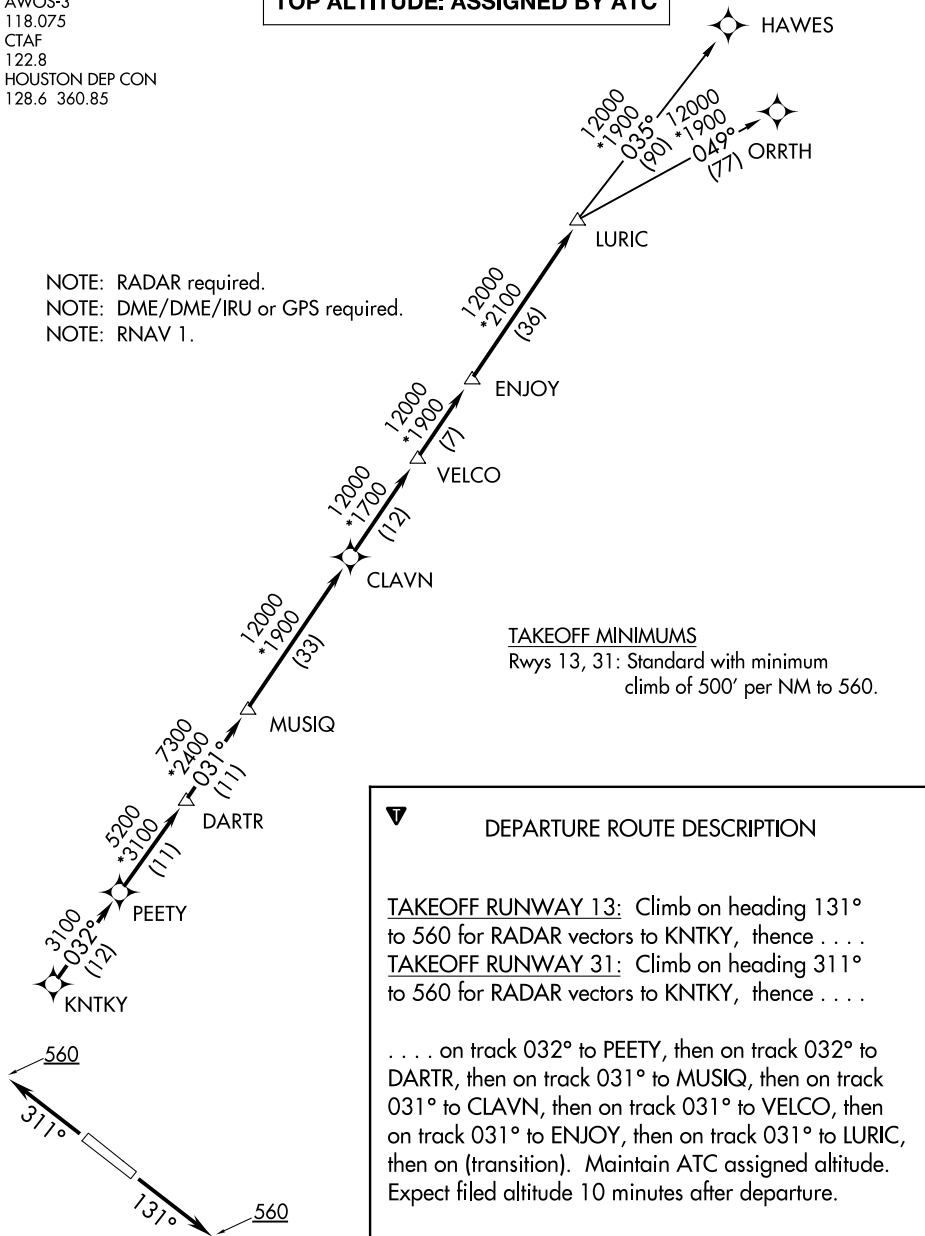 AWOS-3
118.075
CTAF
122.8
HOUSTON DEP CON
128.6 360.85
TOP ALTITUDE: ASSIGNED BY ATC
HAWES
12000
*1900
035°
(90)
12000
*1900
049°
(77)
ORRTH
LURIC
NOTE: RADAR required.
NOTE: DME/DME/IRU or GPS required.
NOTE: RNAV 1.
12000
*2100
(36)
ENJOY
12000
*1900
(7)
VELCO
12000
*1700
(12)
CLAVN
12000
*1900
(33)
TAKEOFF MINIMUMS
Rwys 13, 31: Standard with minimum
climb of 500' per NM to 560.
MUSIQ
7300
*2400
031°
(11)
DARTR
5200
*3100
(11)
PEETY
3100
032°
(12)
KNTKY
560
311°
131°
560
T
DEPARTURE ROUTE DESCRIPTION
TAKEOFF RUNWAY 13: Climb on heading 131°
to 560 for RADAR vectors to KNTKY, thence . . . .
TAKEOFF RUNWAY 31: Climb on heading 311°
to 560 for RADAR vectors to KNTKY, thence . . . .
. . . . on track 032° to PEETY, then on track 032° to
DARTR, then on track 031° to MUSIQ, then on track
031° to CLAVN, then on track 031° to VELCO, then
on track 031° to ENJOY, then on track 031° to LURIC,
then on (transition). Maintain ATC assigned altitude.
Expect filed altitude 10 minutes after departure.